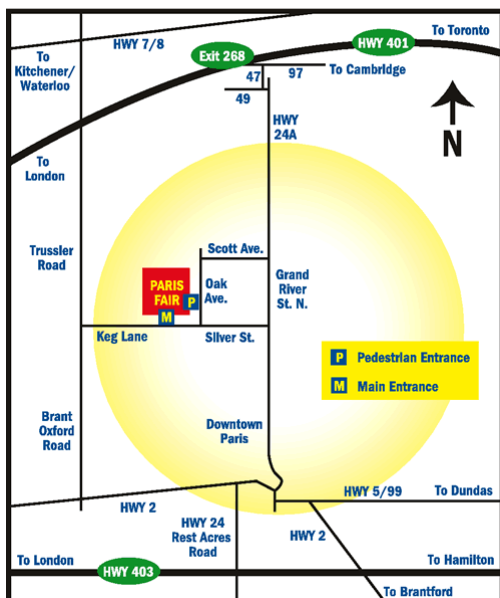 HWY 7/8
To Toronto
HWY 401
To
Kitchener/
Waterloo
Exit 268
47
97
To Cambridge
49
HWY
24A
N
To
London
Trussler
Road
Scott Ave.
PARIS
FAIR
P
M
Oak
Ave.
Grand
River
St. N.
Keg Lane
Silver St.
P Pedestrian Entrance
M Main Entrance
Brant
Oxford
Road
Downtown
Paris
HWY 2
HWY 5/99
To Dundas
HWY 24
Rest Acres
Road
HWY 2
To London
HWY 403
To Hamilton
To Brantford